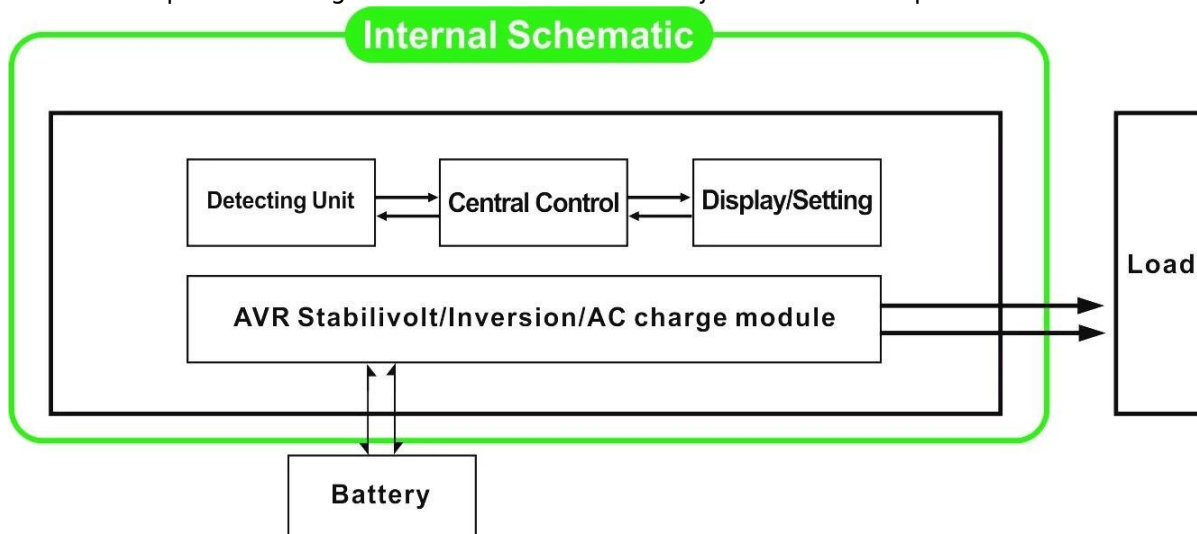 Internal Schematic
Detecting Unit
Central Control
Display/Setting
Load
AVR Stabilivolt/Inversion/AC charge module
Battery